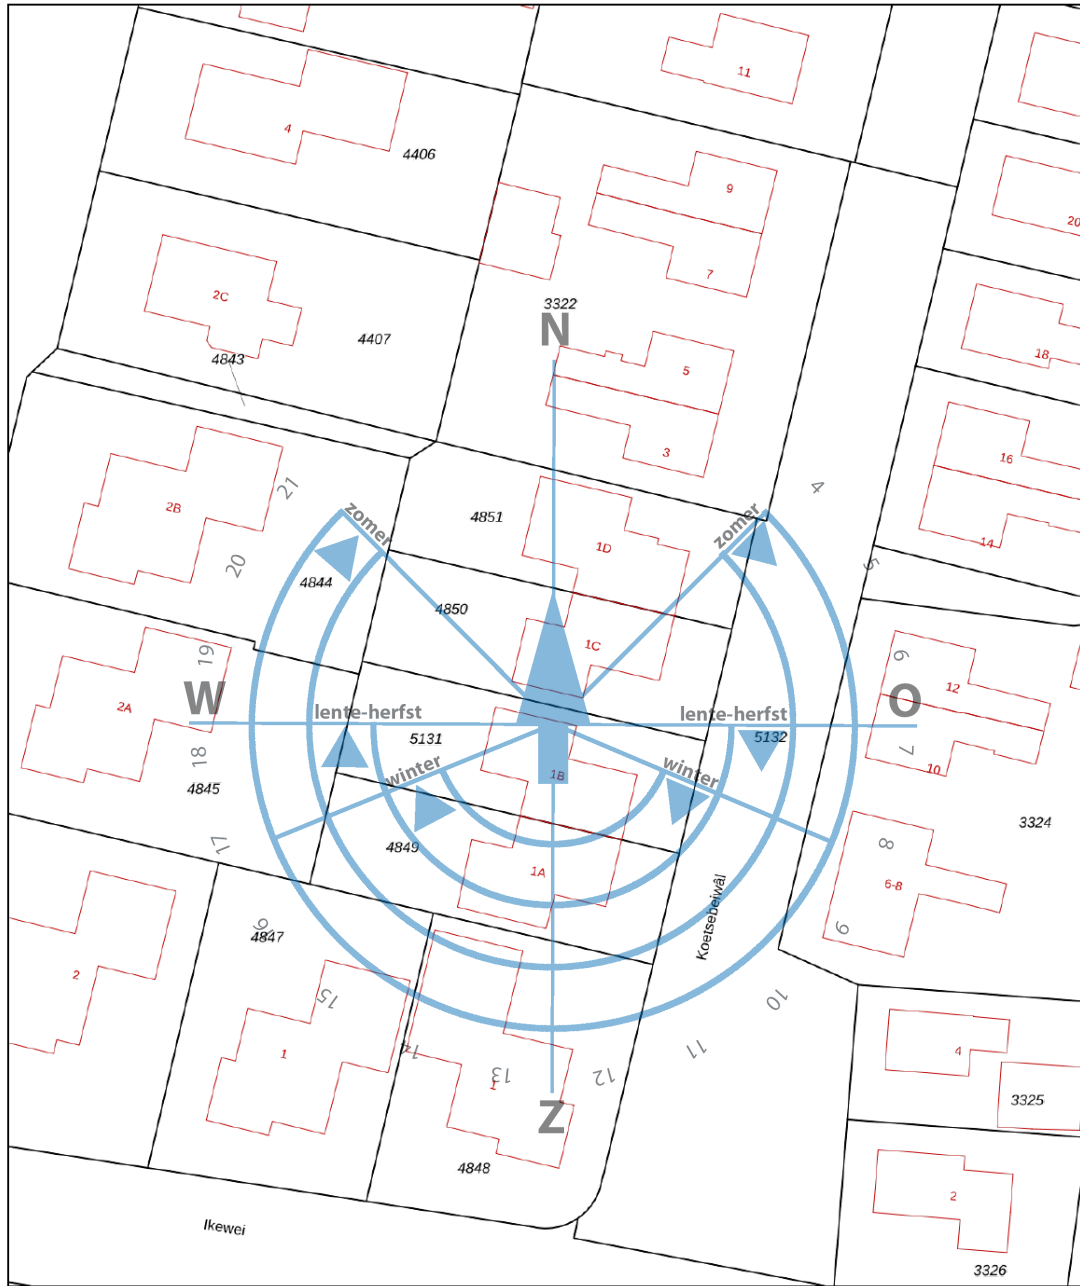 11
4
4406
9
20
7
2C
3322
N
4407
18
4843
5
3
16
2B
21
4
zomer
zomer
4851
1D
14
20
5
4844
4850
1C
19
6
12
W
2A
O
lente-herfst
lente-herfst
5131
5132
18
7
winter
winter
1B
10
4845
3324
17
4849
8
1A
6-8
Koetsebeiwâl
16
4847
9
2
15
10
14
11
1
4
13
12
1
3325
Z
4848
2
Ikewei
3326